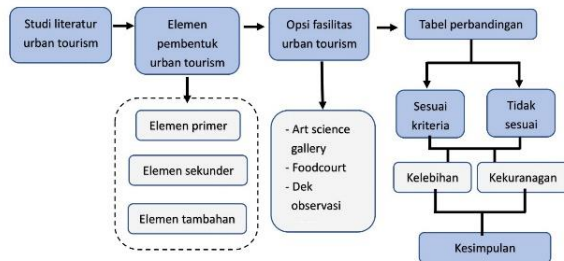 Studi literatur
urban tourism
Elemen
pembentuk
urban tourism
Opsi fasilitas
urban tourism
Tabel perbandingan
Elemen primer
Elemen sekunder
Elemen tambahan
- Art science
gallery
- Foodcourt
- Dek
observasi
Sesuai
kriteria
Tidak
sesuai
Kelebihan
Kekuranagan
Kesimpulan